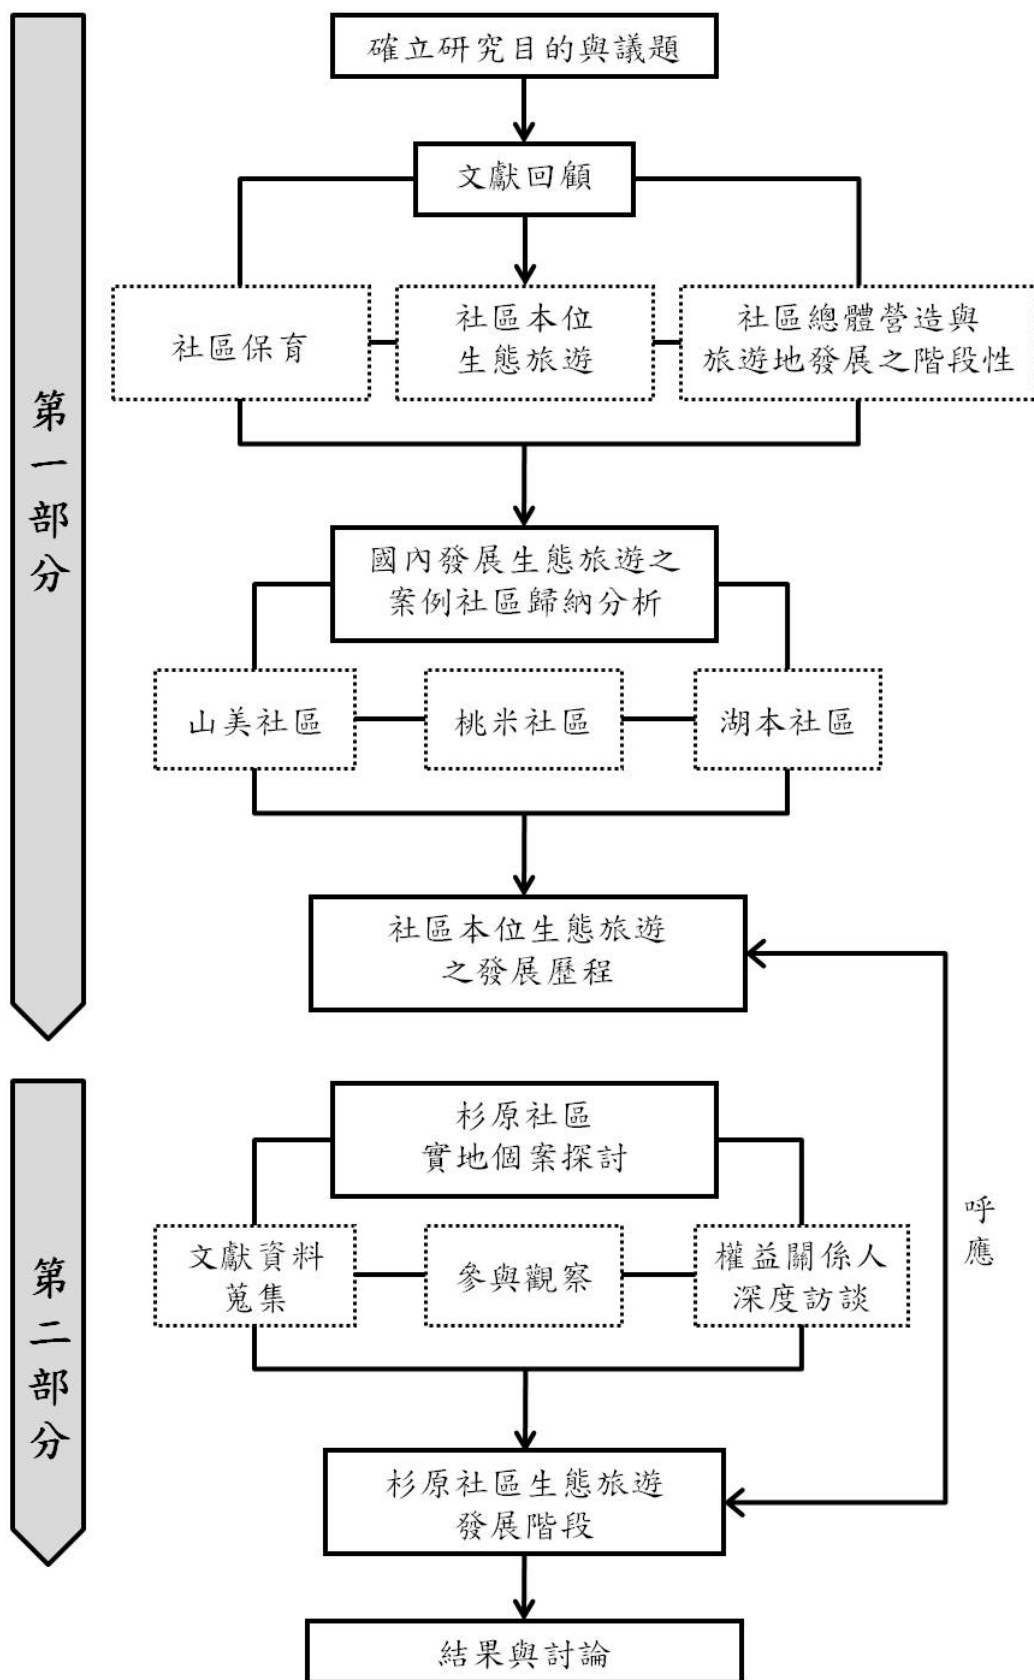 第一部分
確立研究目的與議題
文獻回顧
社區保育
社區本位
生態旅遊
社區總體營造與
旅遊地發展之階段性
國內發展生態旅遊之
案例社區歸納分析
山美社區
桃米社區
湖本社區
社區本位生態旅遊
之發展歷程
第二部分
杉原社區
實地個案探討
文獻資料
蒐集
參與觀察
權益關係人
深度訪談
呼應
杉原社區生態旅遊
發展階段
結果與討論